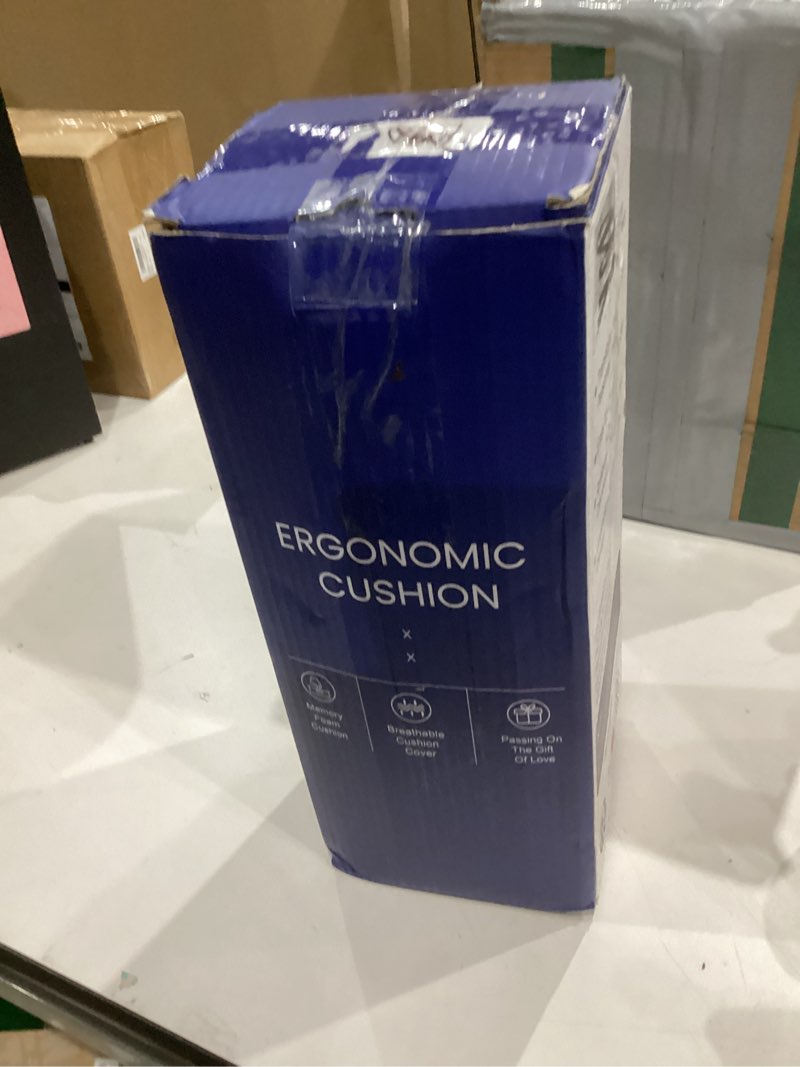 ERGONOMIC
CUSHION
x
x
Memory
Foam
Cushion
Breathable
Cushion
Cover
Passing On
The Gift
Of Love